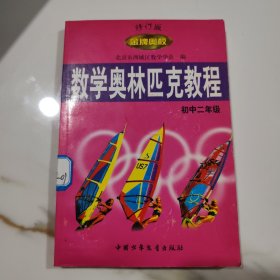 修订版
金牌奥校
北京市西城区数学学会 编
数学奥林匹克教程
初中二年级
中国少年儿童出版社